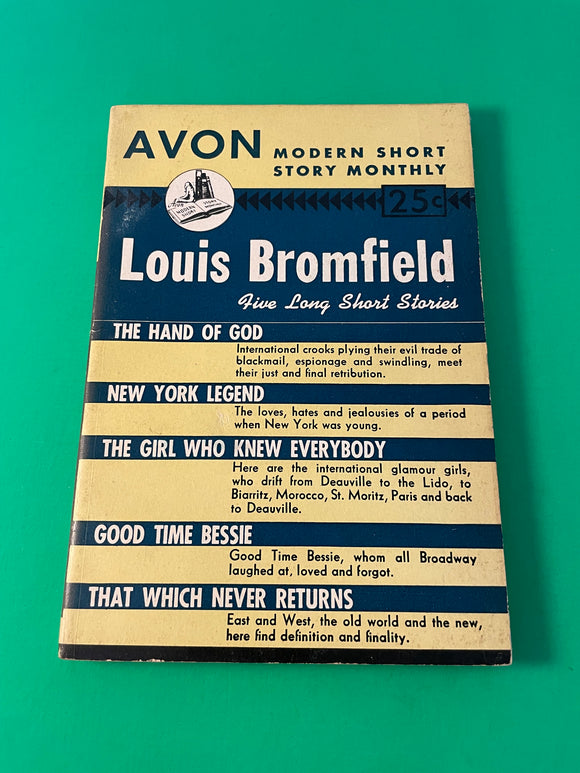 AVON MODERN SHORT
STORY MONTHLY
MODERN SHORT STORY MONTHLY
25c
Louis Bromfield
Five Long Short Stories
THE HAND OF GOD
International crooks plying their evil trade of
blackmail, espionage and swindling, meet
their just and final retribution.
NEW YORK LEGEND
The loves, hates and jealousies of a period
when New York was young.
THE GIRL WHO KNEW EVERYBODY
Here are the international glamour girls,
who drift from Deauville to the Lido, to
Biarritz, Morocco, St. Moritz, Paris and back
to Deauville.
GOOD TIME BESSIE
Good Time Bessie, whom all Broadway
laughed at, loved and forgot.
THAT WHICH NEVER RETURNS
East and West, the old world and the new,
here find definition and finality.